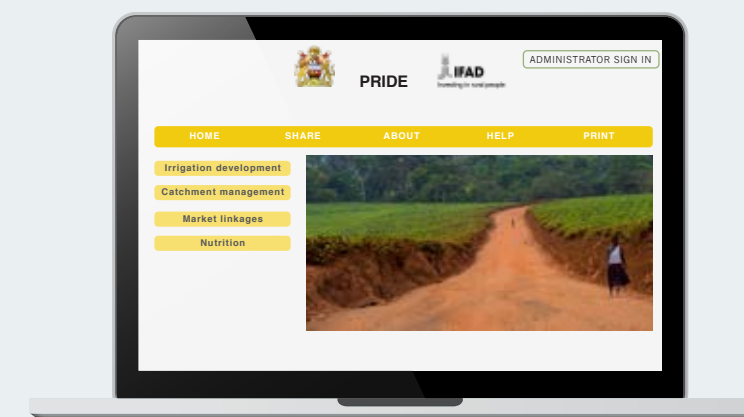 ADMINISTRATOR SIGN IN
PRIDE
IFAD
Investing in rural people
HOME SHARE ABOUT HELP PRINT
Irrigation development
Catchment management
Market linkages
Nutrition